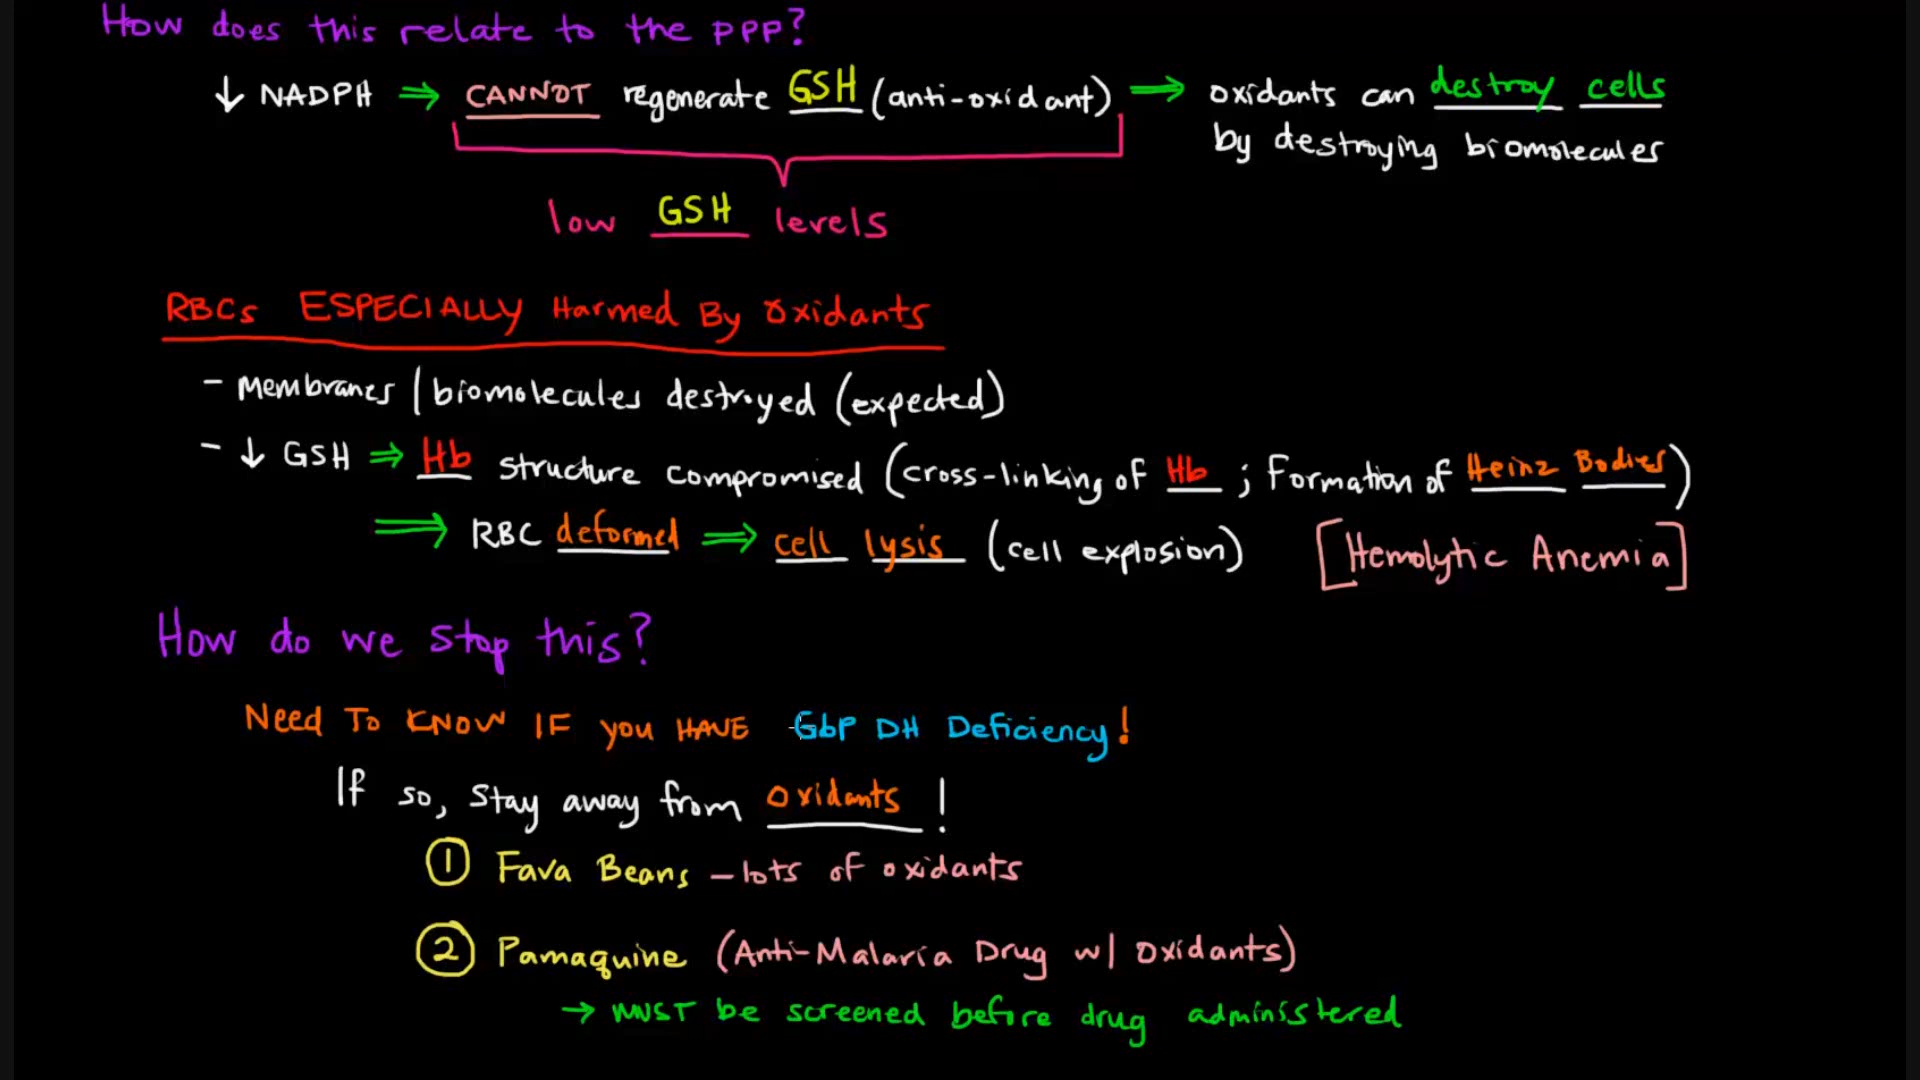 How does this relate to the PPP?
↓ NADPH ⇒ CANNOT regenerate GSH (anti-oxidant) ⇒ oxidants can destroy cells
by destroying biomolecules
low GSH levels
RBCs ESPECIALLY Harmed By Oxidants
- Membranes/biomolecules destroyed (expected)
- ↓ GSH ⇒ Hb structure compromised (cross-linking of Hb ; Formation of Heinz Bodies)
⇒ RBC deformed ⇒ cell lysis (cell explosion) [Hemolytic Anemia]
How do we stop this?
Need To KNOW IF you HAVE G6P DH Deficiency!
If so, Stay away from oxidants!
① Fava Beans - lots of oxidants
② Pamaquine (Anti-Malaria Drug w/ Oxidants)
→ MUST be screened before drug administered